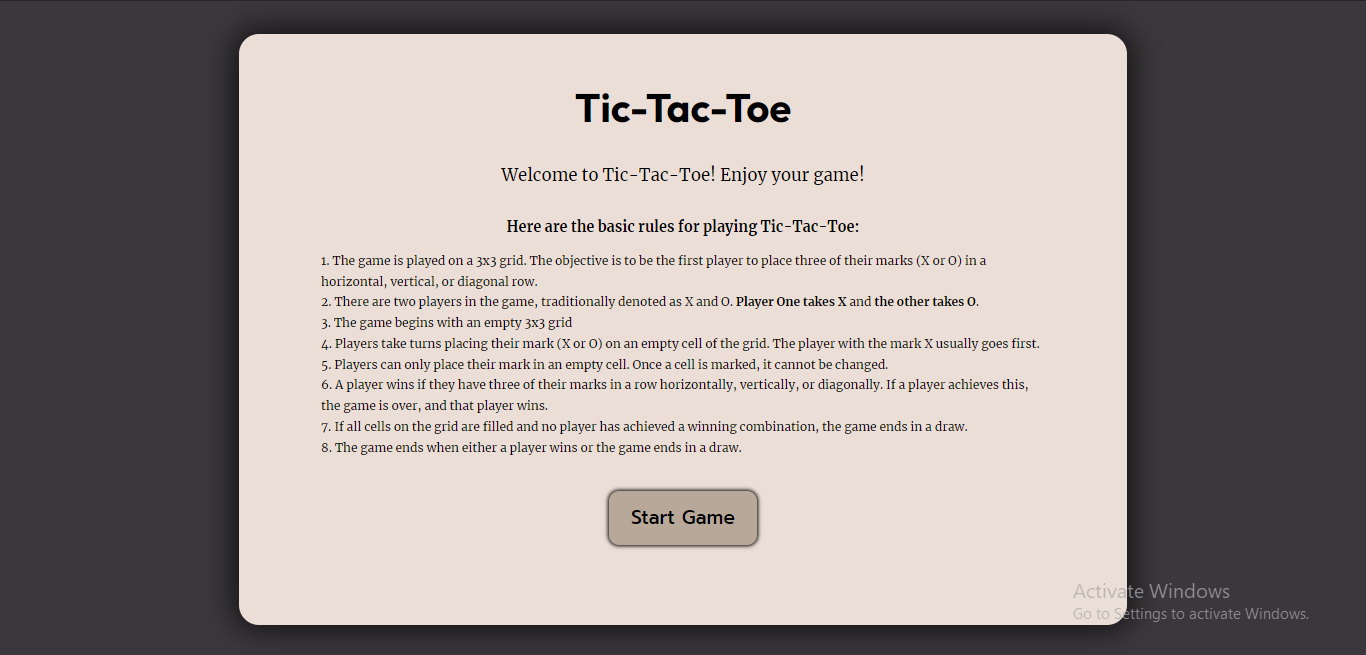 Tic-Tac-Toe
Welcome to Tic-Tac-Toe! Enjoy your game!
Here are the basic rules for playing Tic-Tac-Toe:
1. The game is played on a 3x3 grid. The objective is to be the first player to place three of their marks (X or O) in a
horizontal, vertical, or diagonal row.
2. There are two players in the game, traditionally denoted as X and O. Player One takes X and the other takes O.
3. The game begins with an empty 3x3 grid
4. Players take turns placing their mark (X or O) on an empty cell of the grid. The player with the mark X usually goes first.
5. Players can only place their mark in an empty cell. Once a cell is marked, it cannot be changed.
6. A player wins if they have three of their marks in a row horizontally, vertically, or diagonally. If a player achieves this,
the game is over, and that player wins.
7. If all cells on the grid are filled and no player has achieved a winning combination, the game ends in a draw.
8. The game ends when either a player wins or the game ends in a draw.
Start Game
Activate Windows
Go to Settings to activate Windows.